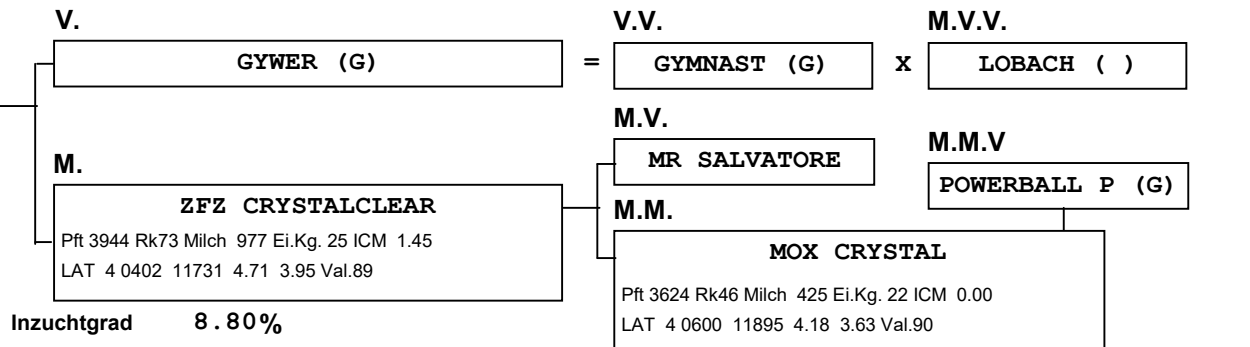 V.
V.V.
M.V.V.
GYWER (G)
=
GYMNAST (G)
X
LOBACH ( )
M.V.
MR SALVATORE
M.M.V
POWERBALL P (G)
M.
ZFZ CRYSTALCLEAR
Pft 3944 Rk73 Milch 977 Ei.Kg. 25 ICM 1.45
LAT 4 0402 11731 4.71 3.95 Val.89
M.M.
MOX CRYSTAL
Pft 3624 Rk46 Milch 425 Ei.Kg. 22 ICM 0.00
LAT 4 0600 11895 4.18 3.63 Val.90
Inzuchtgrad 8.80%